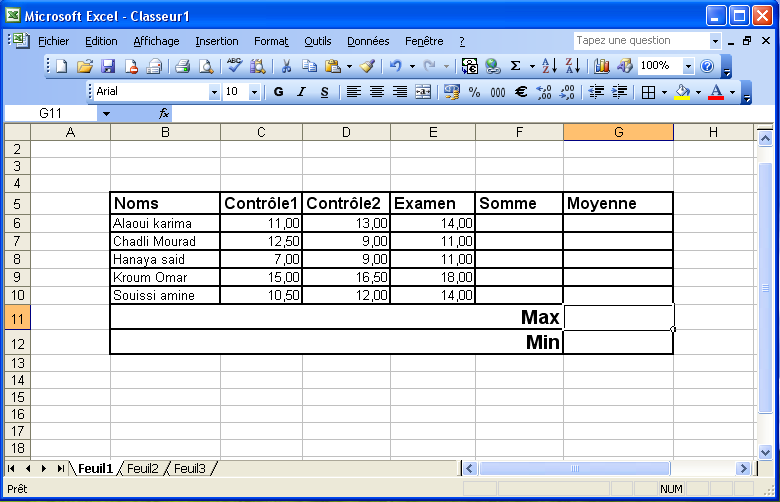 Microsoft Excel - Classeur1
Fichier Edition Affichage Insertion Format Outils Données Fenêtre ? Tapez une question
100%
Arial 10 G I S % 000 €
G11 fx
A B C D E F G H
2
3
4
5 Noms Contrôle1 Contrôle2 Examen Somme Moyenne
6 Alaoui karima 11,00 13,00 14,00
7 Chadli Mourad 12,50 9,00 11,00
8 Hanaya said 7,00 9,00 11,00
9 Kroum Omar 15,00 16,50 18,00
10 Souissi amine 10,50 12,00 14,00
11 Max
12 Min
13
14
15
16
17
18
Feuil1 Feuil2 Feuil3
Prêt NUM